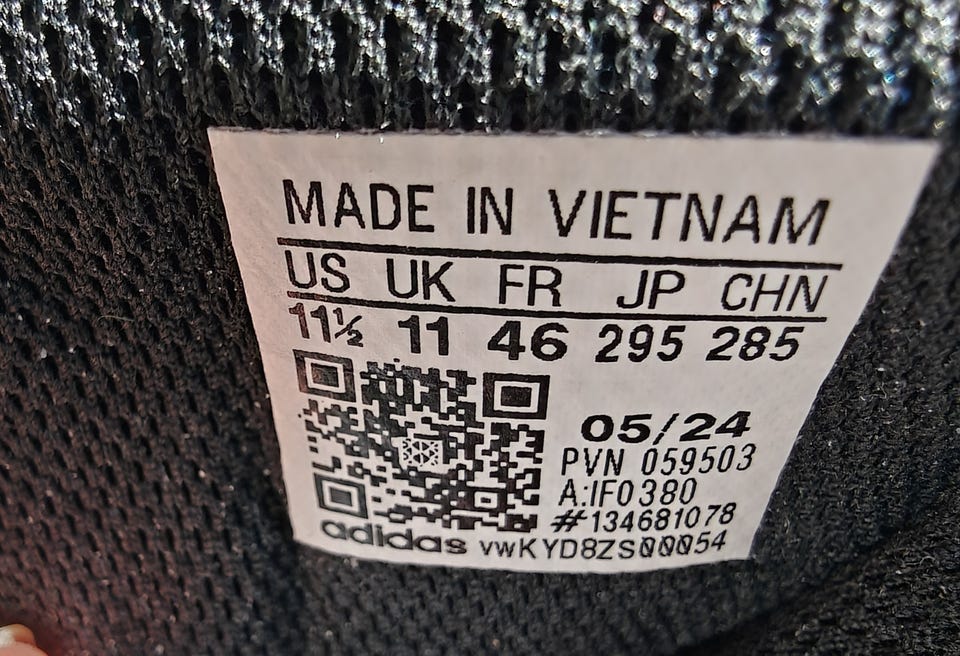 MADE IN VIETNAM
US UK FR JP CHN
11½ 11 46 295 285
05/24
PVN 059503
A:IF0380
#134681078
adidas vwKYD8ZS00054